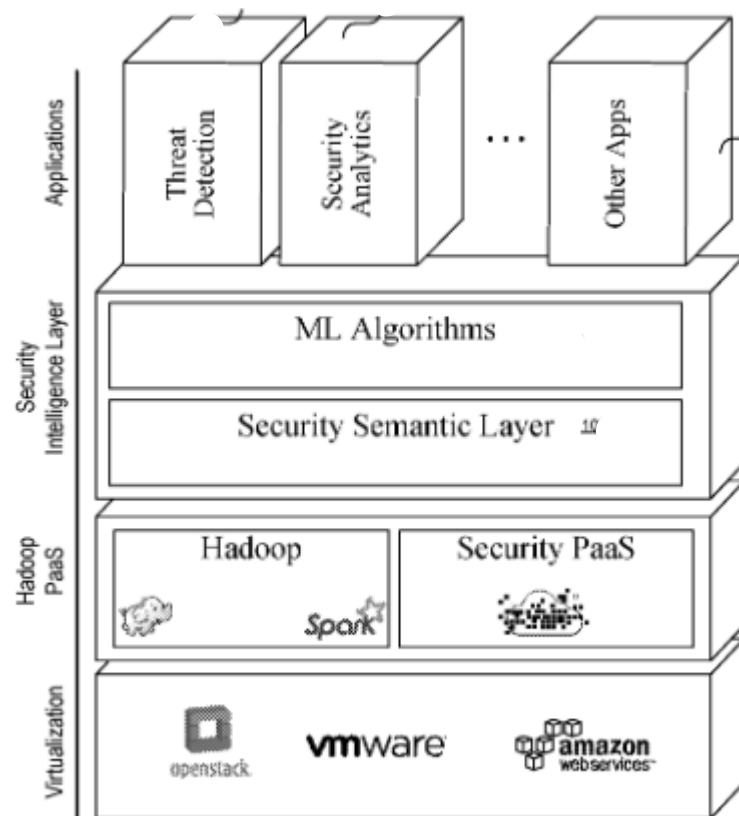 Applications
Threat
Detection
Security
Analytics
...
Other Apps
Security
Intelligence Layer
ML Algorithms
Security Semantic Layer
Hadoop
PaaS
Hadoop
Spark
Security PaaS
Virtualization
openstack.
vmware
amazon
webservices™